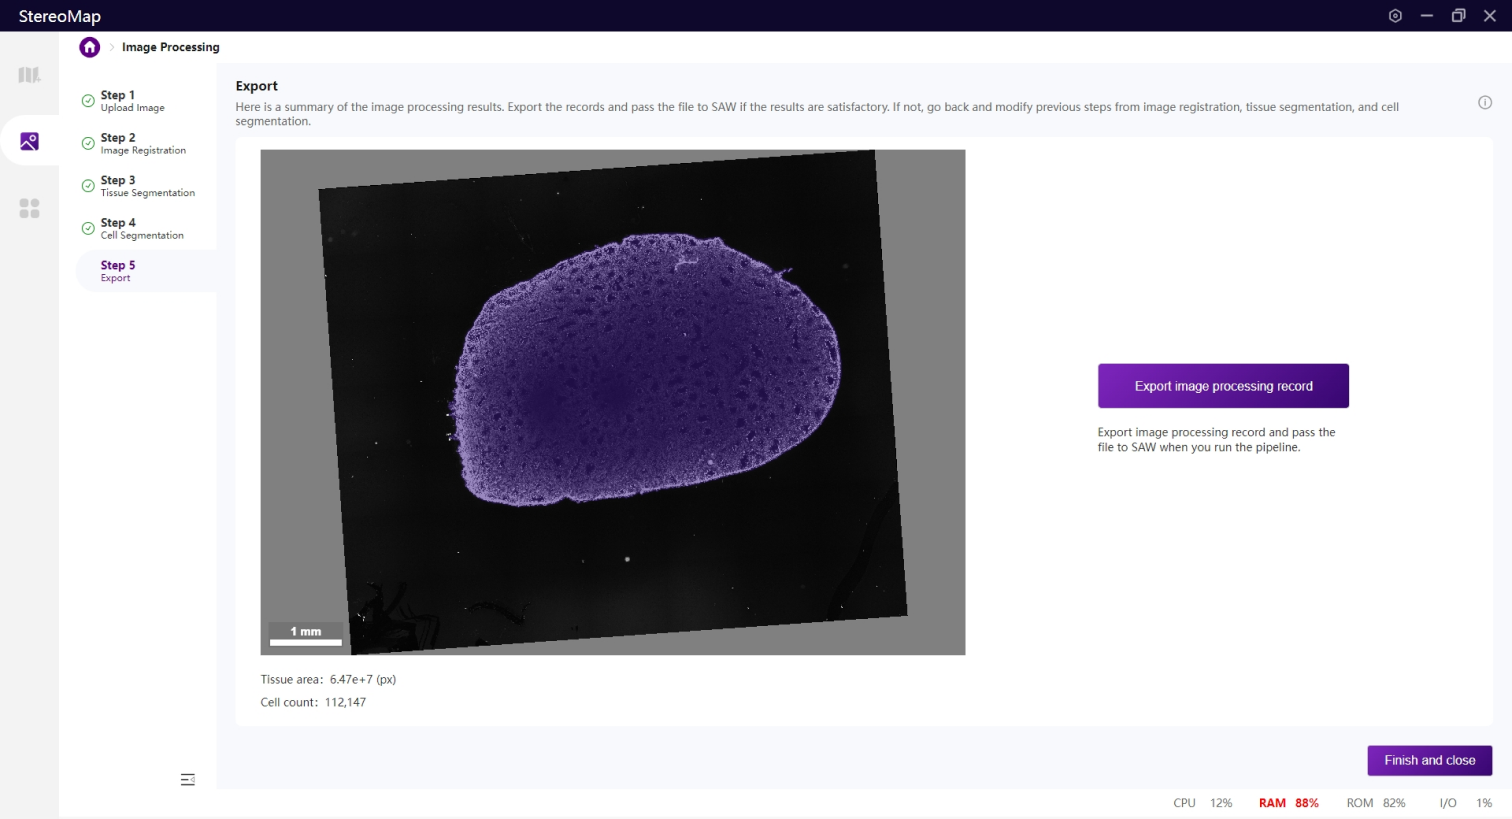 StereoMap
Image Processing
Step 1
Upload Image
Step 2
Image Registration
Step 3
Tissue Segmentation
Step 4
Cell Segmentation
Step 5
Export
Export
Here is a summary of the image processing results. Export the records and pass the file to SAW if the results are satisfactory. If not, go back and modify previous steps from image registration, tissue segmentation, and cell
segmentation.
1 mm
Tissue area: 6.47e+7 (px)
Cell count: 112,147
Export image processing record
Export image processing record and pass the
file to SAW when you run the pipeline.
Finish and close
CPU 12% RAM 88% ROM 82% I/O 1%